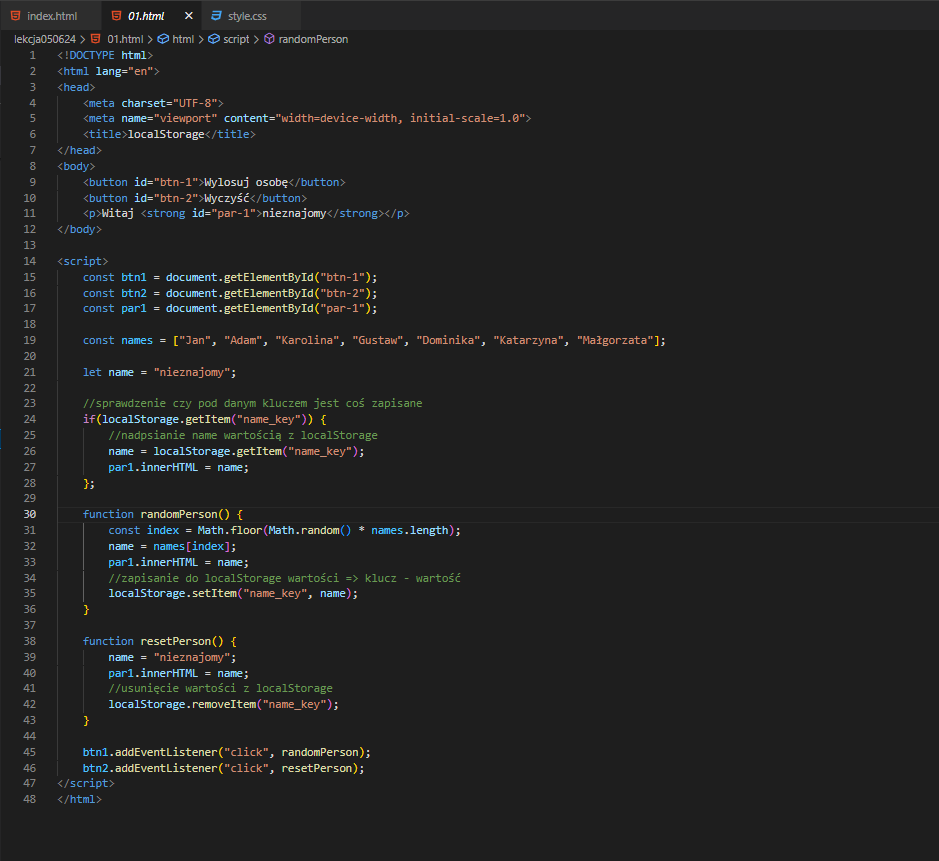 index.html 01.html style.css
lekcja050624 > 01.html > html > script > randomPerson
1 <!DOCTYPE html>
2 <html lang="en">
3 <head>
4     <meta charset="UTF-8">
5     <meta name="viewport" content="width=device-width, initial-scale=1.0">
6     <title>localStorage</title>
7 </head>
8 <body>
9     <button id="btn-1">Wylosuj osobę</button>
10     <button id="btn-2">Wyczyść</button>
11     <p>Witaj <strong id="par-1">nieznajomy</strong></p>
12 </body>
13
14 <script>
15     const btn1 = document.getElementById("btn-1");
16     const btn2 = document.getElementById("btn-2");
17     const par1 = document.getElementById("par-1");
18
19     const names = ["Jan", "Adam", "Karolina", "Gustaw", "Dominika", "Katarzyna", "Małgorzata"];
20
21     let name = "nieznajomy";
22
23     //sprawdzenie czy pod danym kluczem jest coś zapisane
24     if(localStorage.getItem("name_key")) {
25         //nadpsianie name wartością z localStorage
26         name = localStorage.getItem("name_key");
27         par1.innerHTML = name;
28     };
29
30     function randomPerson() {
31         const index = Math.floor(Math.random() * names.length);
32         name = names[index];
33         par1.innerHTML = name;
34         //zapisanie do localStorage wartości => klucz - wartość
35         localStorage.setItem("name_key", name);
36     }
37
38     function resetPerson() {
39         name = "nieznajomy";
40         par1.innerHTML = name;
41         //usunięcie wartości z localStorage
42         localStorage.removeItem("name_key");
43     }
44
45     btn1.addEventListener("click", randomPerson);
46     btn2.addEventListener("click", resetPerson);
47 </script>
48 </html>